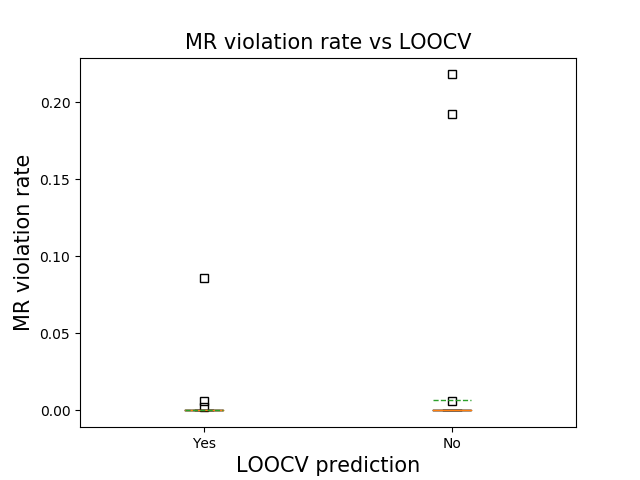 MR violation rate vs LOOCV
MR violation rate
0.20
0.15
0.10
0.05
0.00
Yes
No
LOOCV prediction